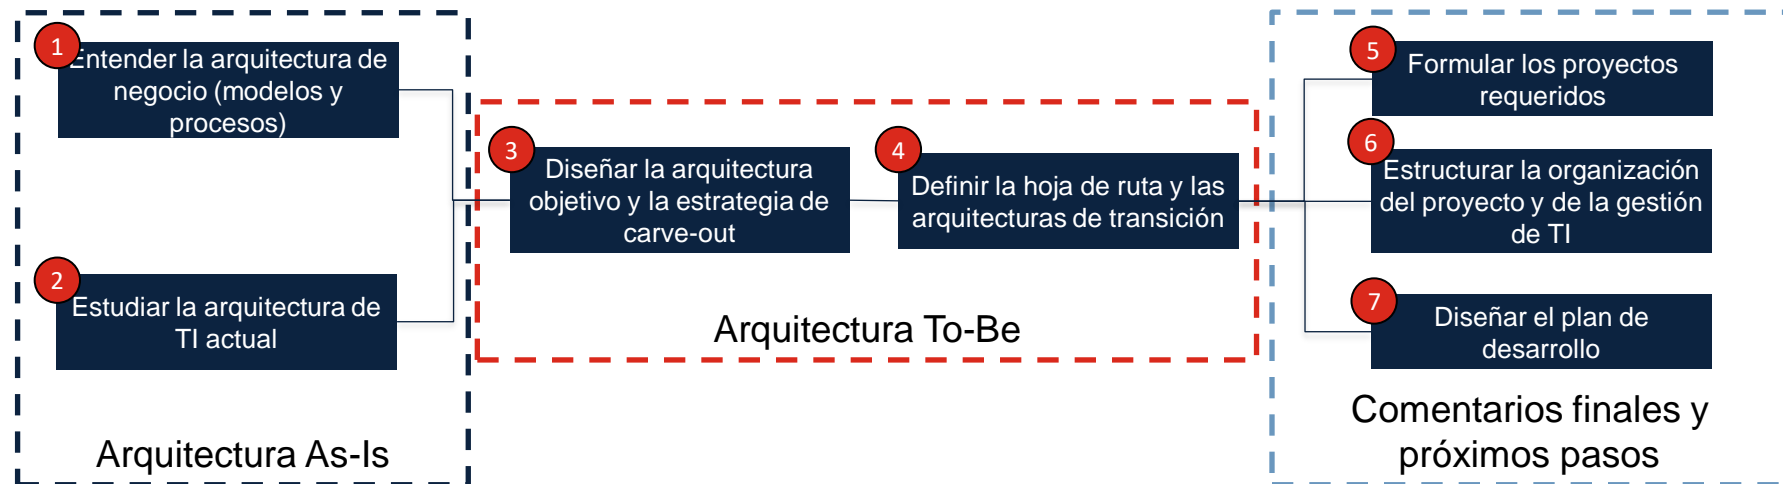 1
Entender la arquitectura de
negocio (modelos y
procesos)
2
Estudiar la arquitectura de
TI actual
Arquitectura As-Is
3
Diseñar la arquitectura
objetivo y la estrategia de
carve-out
4
Definir la hoja de ruta y las
arquitecturas de transición
Arquitectura To-Be
5
Formular los proyectos
requeridos
6
Estructurar la organización
del proyecto y de la gestión
de TI
7
Diseñar el plan de
desarrollo
Comentarios finales y
próximos pasos